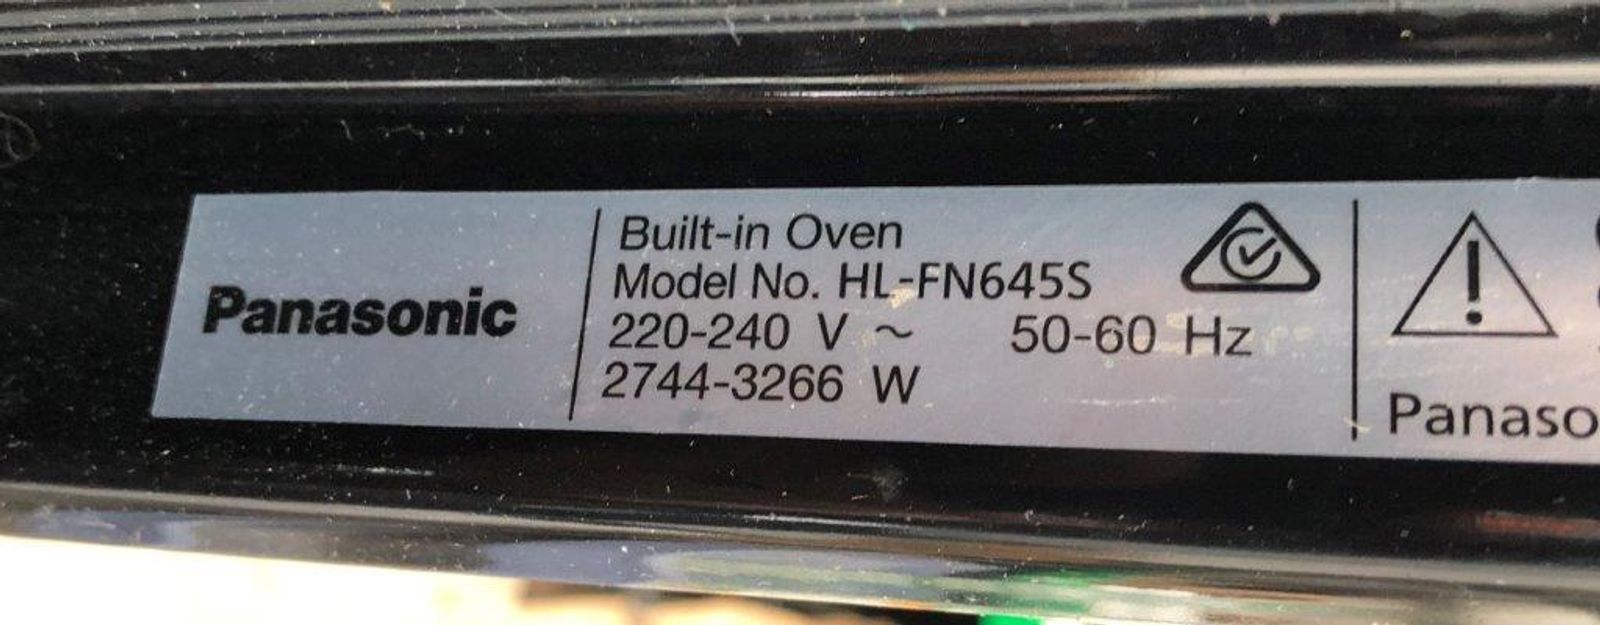 Panasonic
Built-in Oven
Model No. HL-FN645S
220-240 V ~ 50-60 Hz
2744-3266 W
Panaso